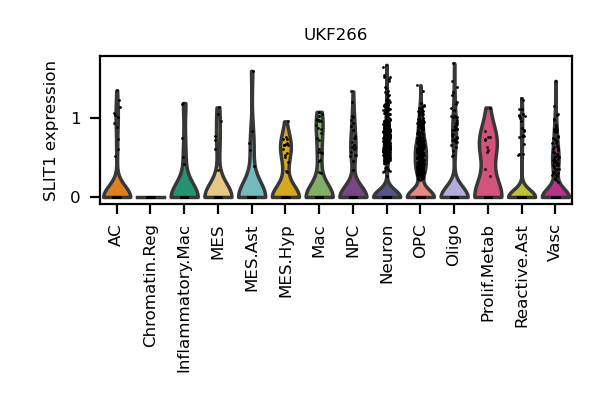 UKF266
SLIT1 expression
1
0
AC
Chromatin.Reg
Inflammatory.Mac
MES
MES.Ast
MES.Hyp
Mac
NPC
Neuron
OPC
Oligo
Prolif.Metab
Reactive.Ast
Vasc